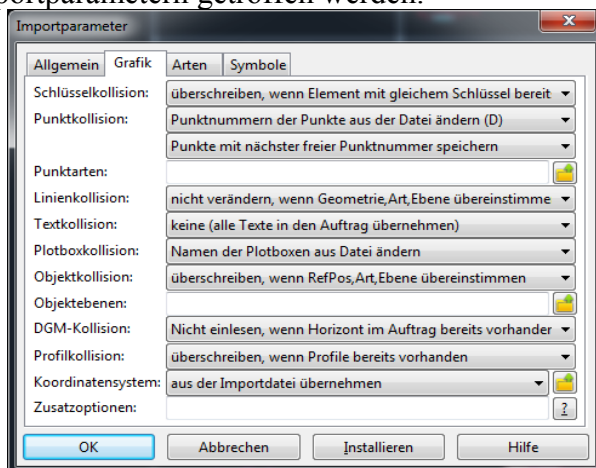 portparametern getroffen werden.
Importparameter
Allgemein Grafik Arten Symbole
Schlüsselkollision: überschreiben, wenn Element mit gleichem Schlüssel bereit
Punktkollision: Punktnummern der Punkte aus der Datei ändern (D)
Punkte mit nächster freier Punktnummer speichern
Punktarten:
Linienkollision: nicht verändern, wenn Geometrie,Art,Ebene übereinstimme
Textkollision: keine (alle Texte in den Auftrag übernehmen)
Plotboxkollision: Namen der Plotboxen aus Datei ändern
Objektkollision: überschreiben, wenn RefPos,Art,Ebene übereinstimmen
Objektebenen:
DGM-Kollision: Nicht einlesen, wenn Horizont im Auftrag bereits vorhander
Profilkollision: überschreiben, wenn Profile bereits vorhanden
Koordinatensystem: aus der Importdatei übernehmen
Zusatzoptionen: ?
OK Abbrechen Installieren Hilfe